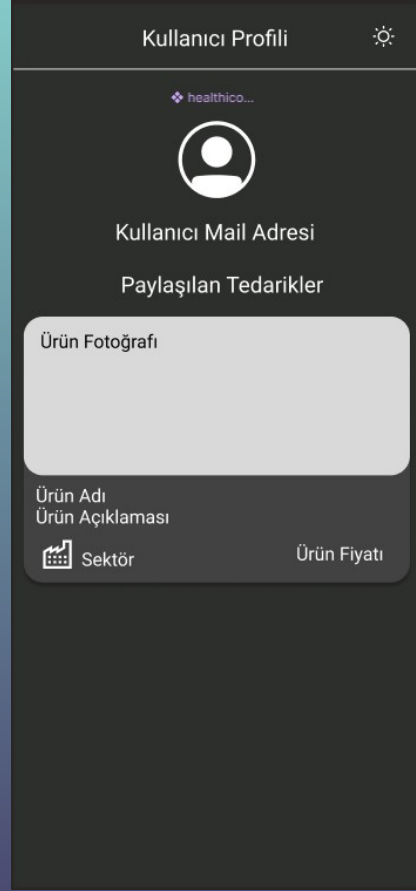 Kullanıcı Profili
healthico...
Kullanıcı Mail Adresi
Paylaşılan Tedarikler
Ürün Fotoğrafı
Ürün Adı
Ürün Açıklaması
Sektör
Ürün Fiyatı